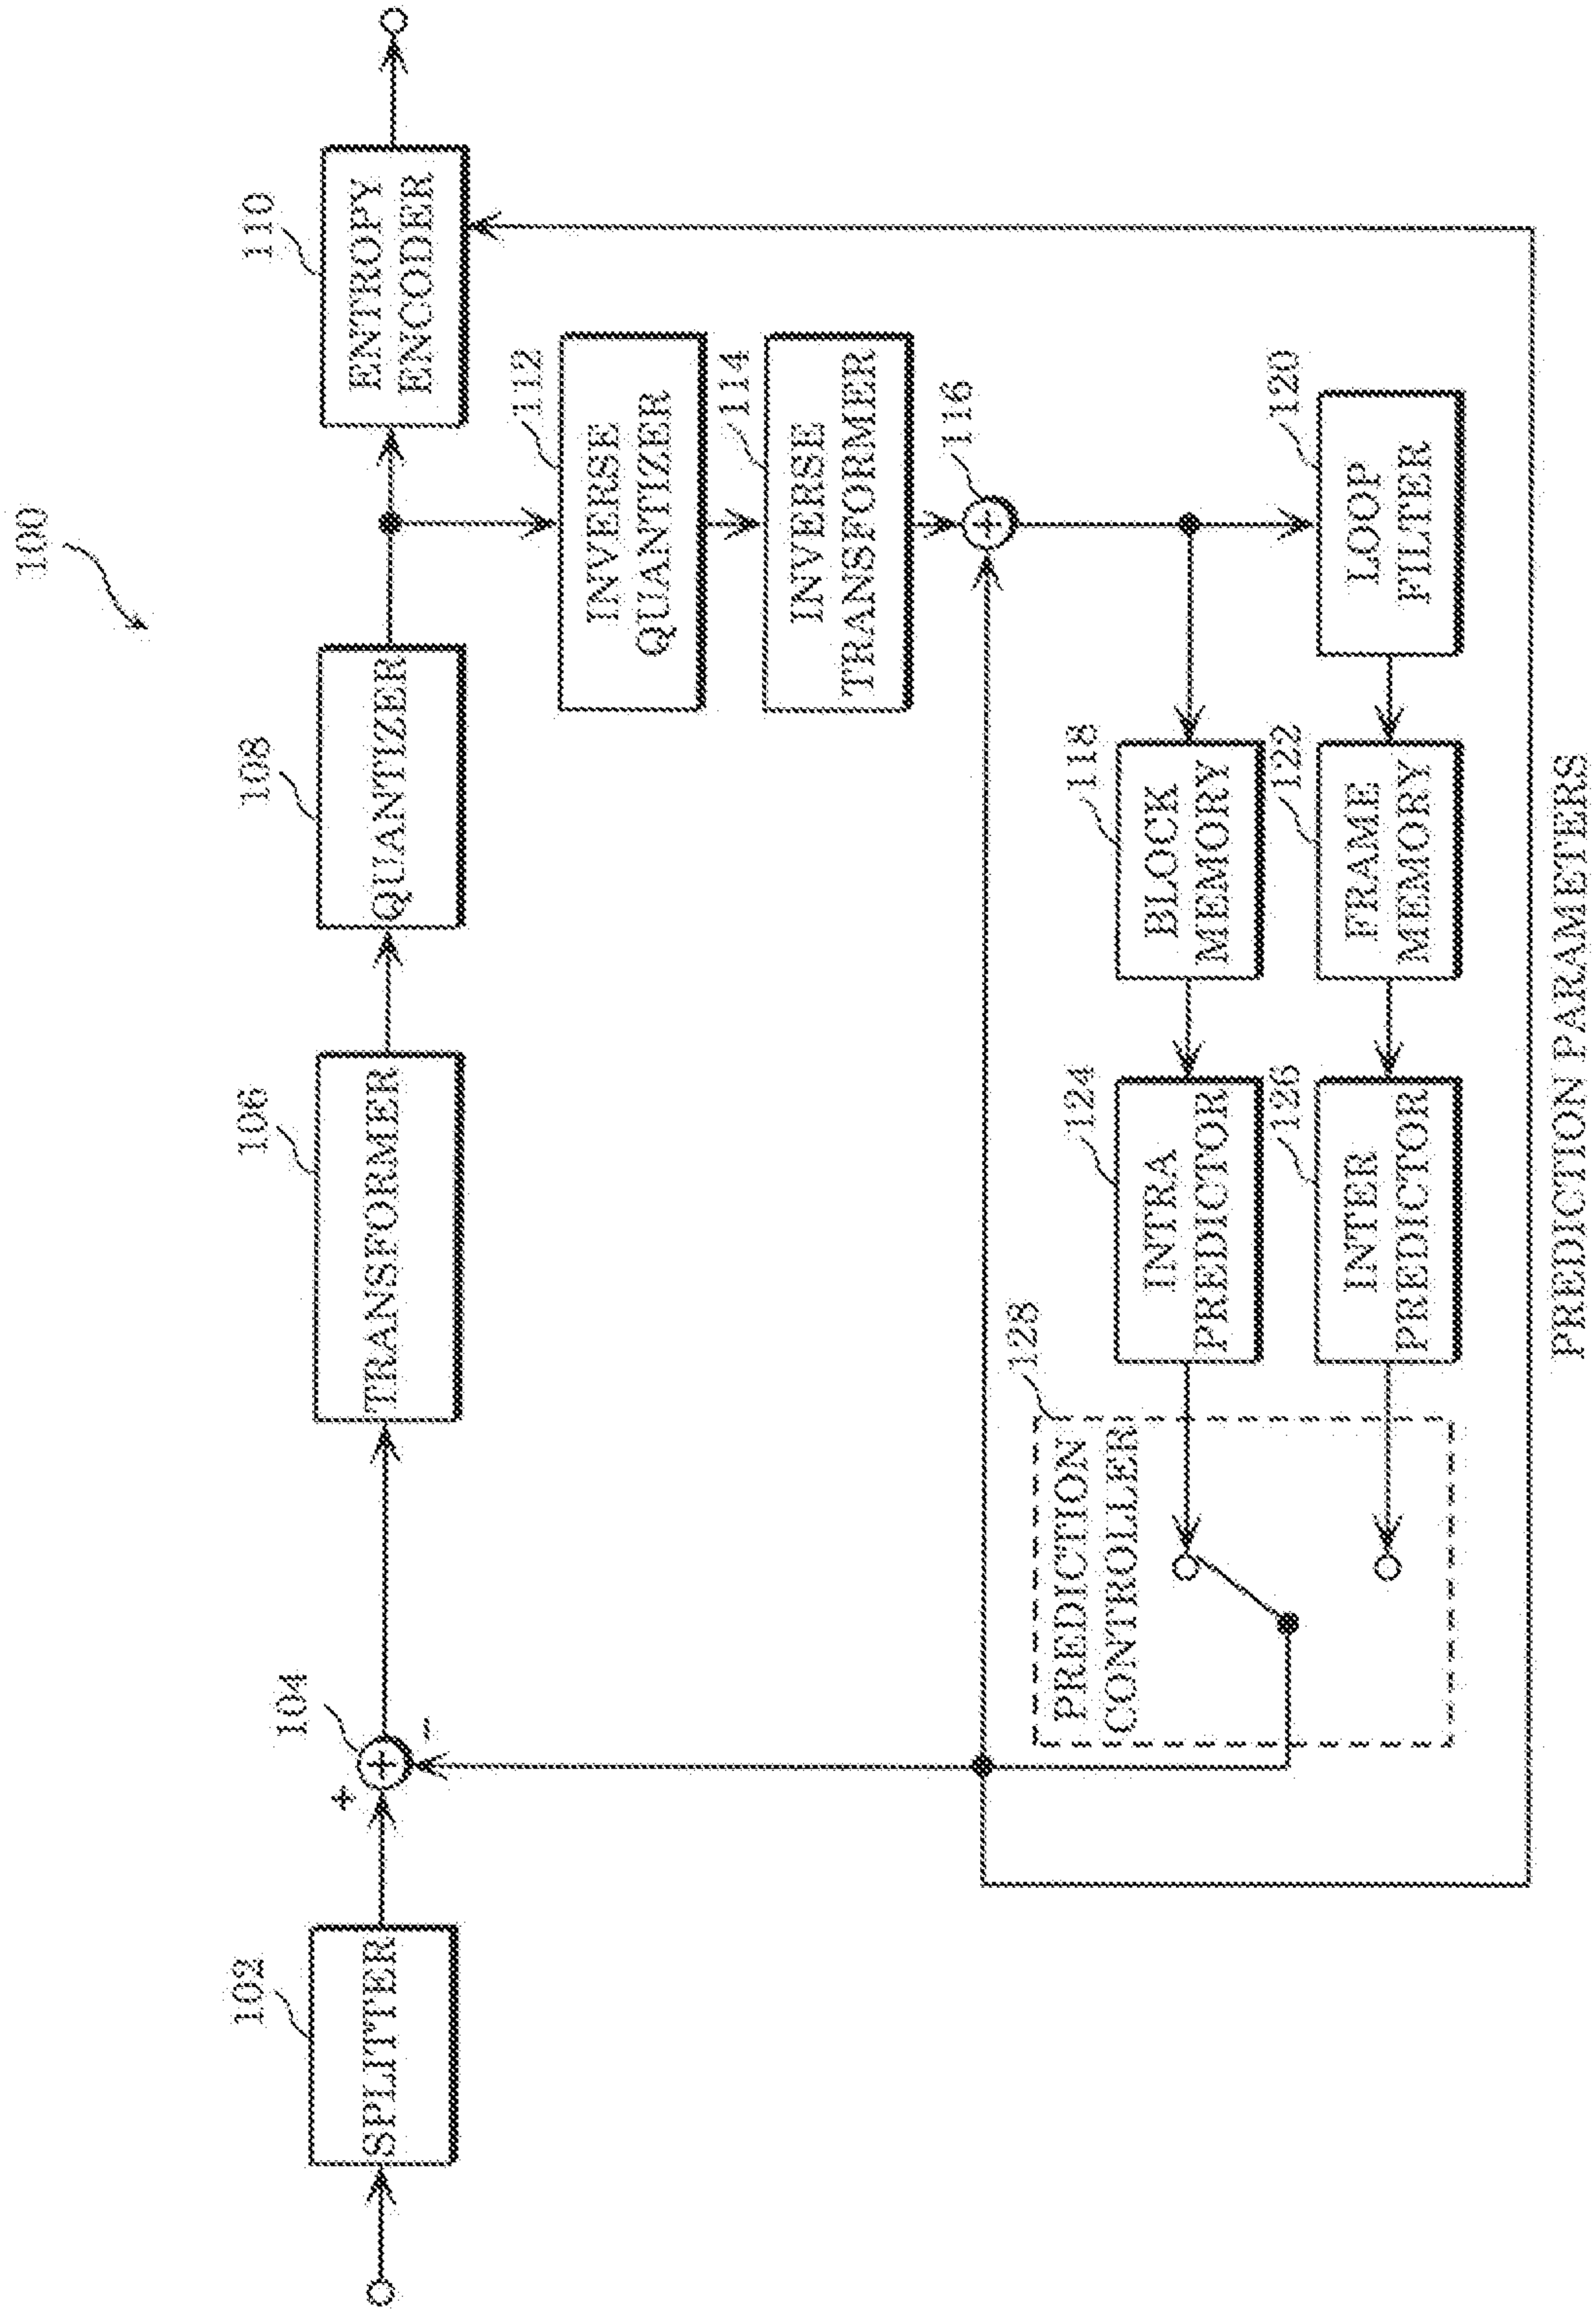 100
102
SPLITTER
104
+
-
106
TRANSFORMER
108
QUANTIZER
110
ENTROPY
ENCODER
112
INVERSE
QUANTIZER
114
INVERSE
TRANSFORMER
116
128
PREDICTION
CONTROLLER
124
INTRA
PREDICTOR
118
BLOCK
MEMORY
126
INTER
PREDICTOR
122
FRAME
MEMORY
120
LOOP
FILTER
PREDICTION PARAMETERS